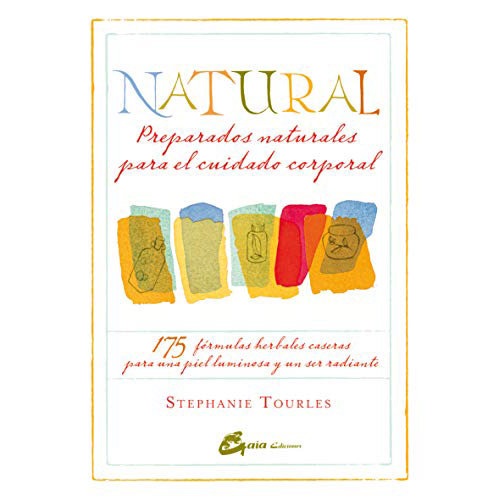 NATURAL
Preparados naturales
para el cuidado corporal
175 fórmulas herbales caseras
para una piel luminosa y un ser radiante
STEPHANIE TOURLES
Gaia Ediciones